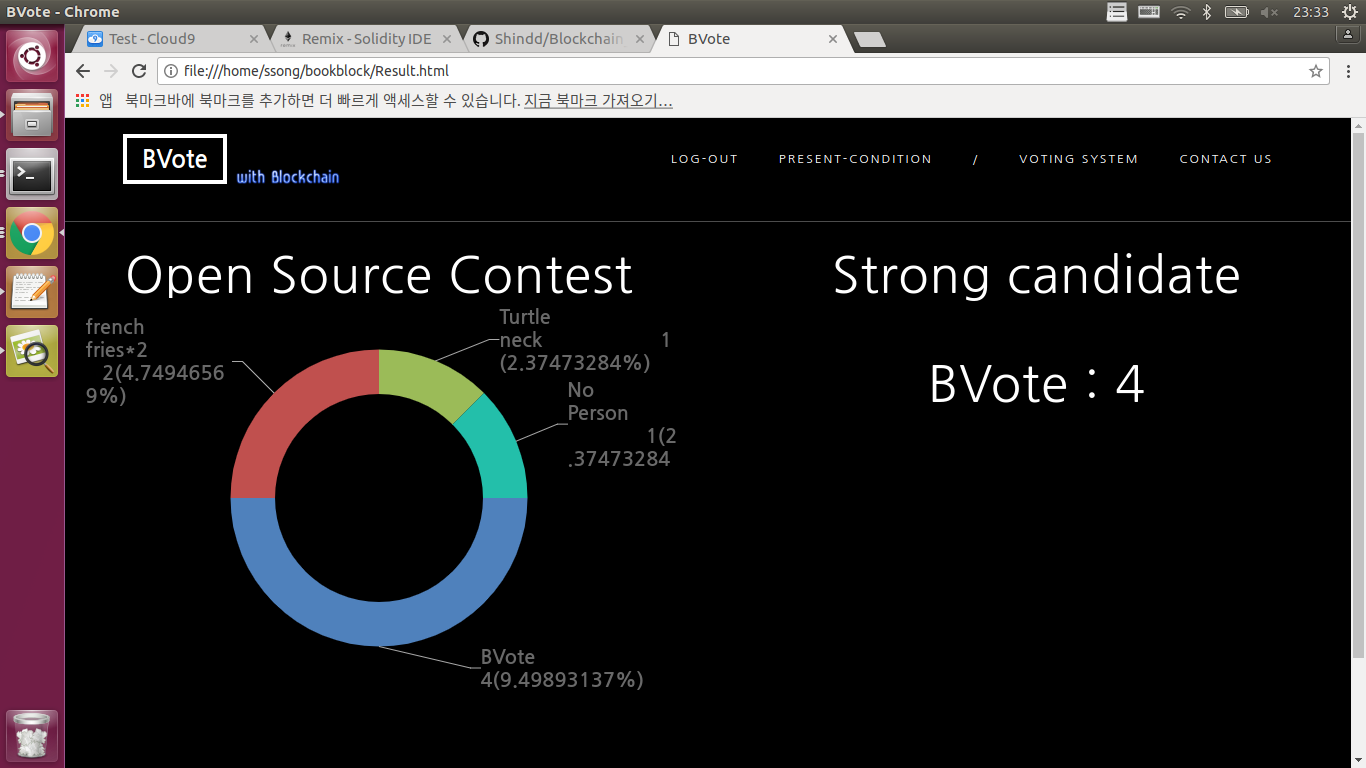 BVote - Chrome
23:33
Test - Cloud9
Remix - Solidity IDE
Shindd/Blockchain
BVote
file:///home/ssong/bookblock/Result.html
앱 북마크바에 북마크를 추가하면 더 빠르게 액세스할 수 있습니다. 지금 북마크 가져오기...
BVote
with Blockchain
LOG-OUT PRESENT-CONDITION / VOTING SYSTEM CONTACT US
Open Source Contest
Strong candidate
french
fries*2
2(4.7494656
9%)
Turtle
neck 1
(2.37473284%)
No
Person
1(2
.37473284
BVote
4(9.49893137%)
BVote : 4